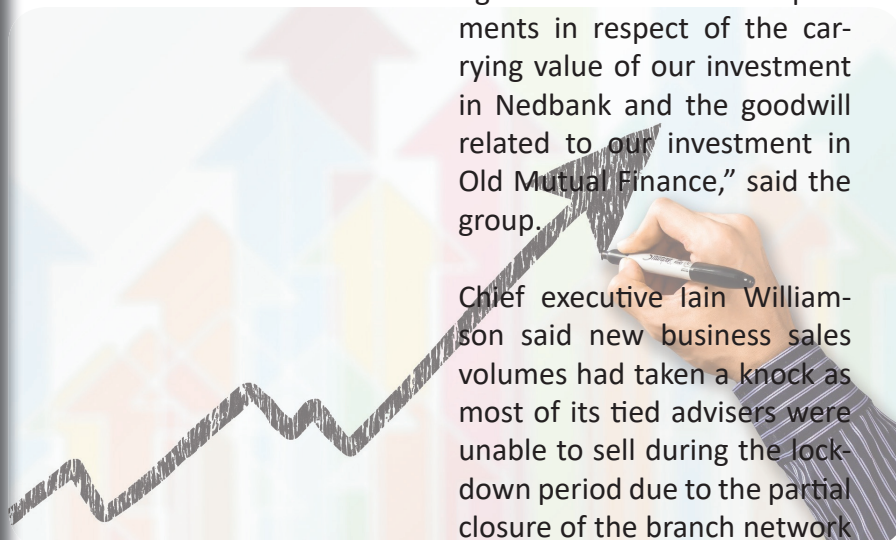 ments in respect of the car-
rying value of our investment
in Nedbank and the goodwill
related to our investment in
Old Mutual Finance,” said the
group.
Chief executive Iain William-
son said new business sales
volumes had taken a knock as
most of its tied advisers were
unable to sell during the lock-
down period due to the partial
closure of the branch network